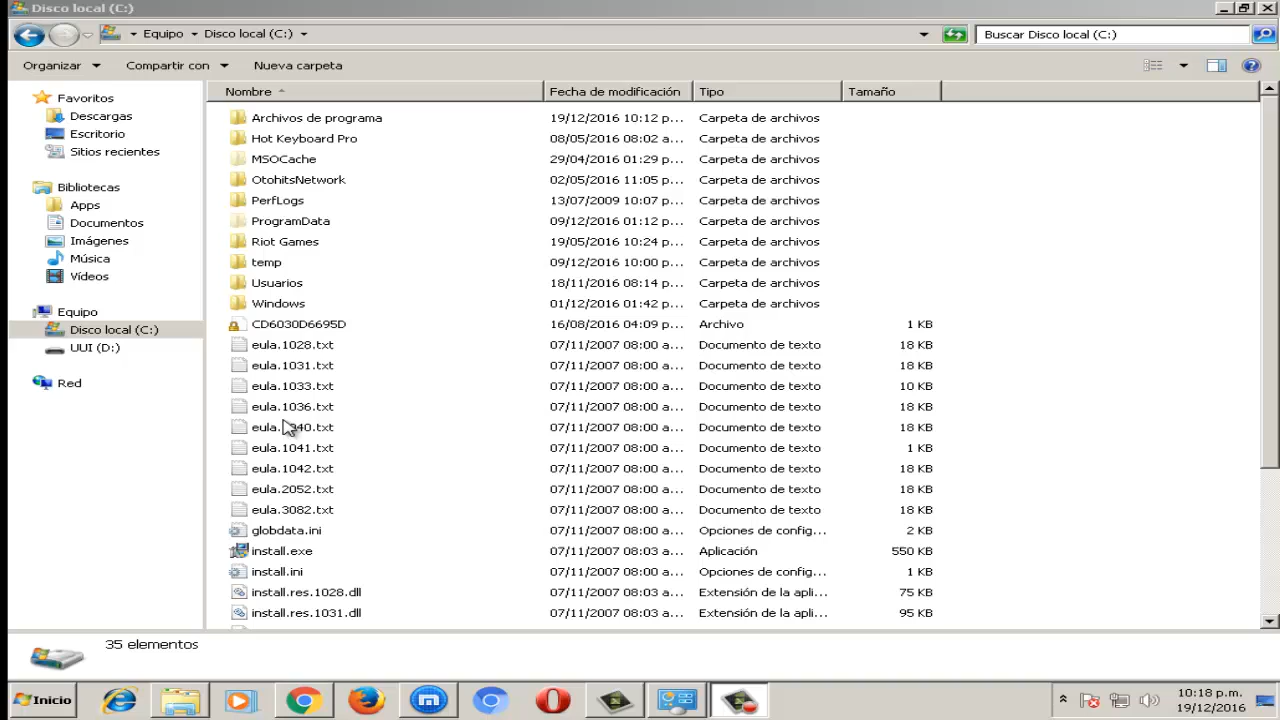 Disco local (C:)
Equipo Disco local (C:) Buscar Disco local (C:)
Organizar Compartir con Nueva carpeta
Favoritos
Descargas
Escritorio
Sitios recientes
Bibliotecas
Apps
Documentos
Imágenes
Música
Vídeos
Equipo
Disco local (C:)
UUI (D:)
Red
Nombre Fecha de modificación Tipo Tamaño
Archivos de programa 19/12/2016 10:12 p... Carpeta de archivos
Hot Keyboard Pro 08/05/2016 08:02 a... Carpeta de archivos
MSOCache 29/04/2016 01:29 p... Carpeta de archivos
OtohitsNetwork 02/05/2016 11:05 p... Carpeta de archivos
PerfLogs 13/07/2009 10:07 p... Carpeta de archivos
ProgramData 09/12/2016 01:12 p... Carpeta de archivos
Riot Games 19/05/2016 10:24 p... Carpeta de archivos
temp 09/12/2016 10:00 p... Carpeta de archivos
Usuarios 18/11/2016 08:14 p... Carpeta de archivos
Windows 01/12/2016 01:42 p... Carpeta de archivos
CD6030D6695D 16/08/2016 04:09 p... Archivo 1 KB
eula.1028.txt 07/11/2007 08:00 a... Documento de texto 18 KB
eula.1031.txt 07/11/2007 08:00 a... Documento de texto 18 KB
eula.1033.txt 07/11/2007 08:00 a... Documento de texto 10 KB
eula.1036.txt 07/11/2007 08:00 a... Documento de texto 18 KB
07/11/2007 08:00 a... Documento de texto 18 KB
eula.1041.txt 07/11/2007 08:00 a... Documento de texto 1 KB
eula.1042.txt 07/11/2007 08:00 a... Documento de texto 18 KB
eula.2052.txt 07/11/2007 08:00 a... Documento de texto 18 KB
eula.3082.txt 07/11/2007 08:00 a... Documento de texto 18 KB
globdata.ini 07/11/2007 08:00 a... Opciones de config... 2 KB
install.exe 07/11/2007 08:03 a... Aplicación 550 KB
install.ini 07/11/2007 08:00 a... Opciones de config... 1 KB
install.res.1028.dll 07/11/2007 08:03 a... Extensión de la apli... 75 KB
install.res.1031.dll 07/11/2007 08:03 a... Extensión de la apli... 95 KB
35 elementos
Inicio
10:18 p.m.
19/12/2016